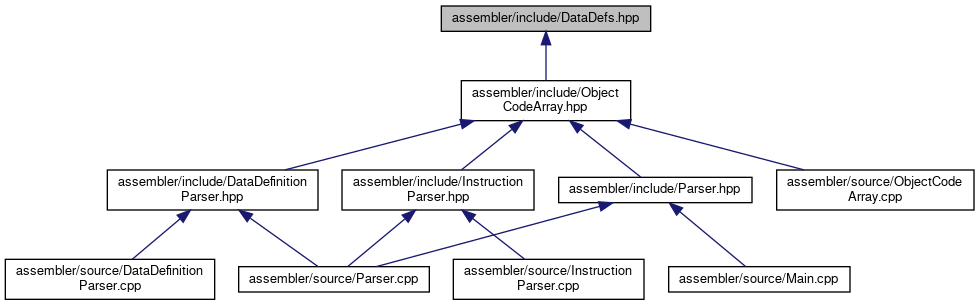 assembler/include/DataDefs.hpp
assembler/include/Object
CodeArray.hpp
assembler/include/DataDefinition
Parser.hpp
assembler/include/Instruction
Parser.hpp
assembler/include/Parser.hpp
assembler/source/ObjectCode
Array.cpp
assembler/source/DataDefinition
Parser.cpp
assembler/source/Parser.cpp
assembler/source/Instruction
Parser.cpp
assembler/source/Main.cpp